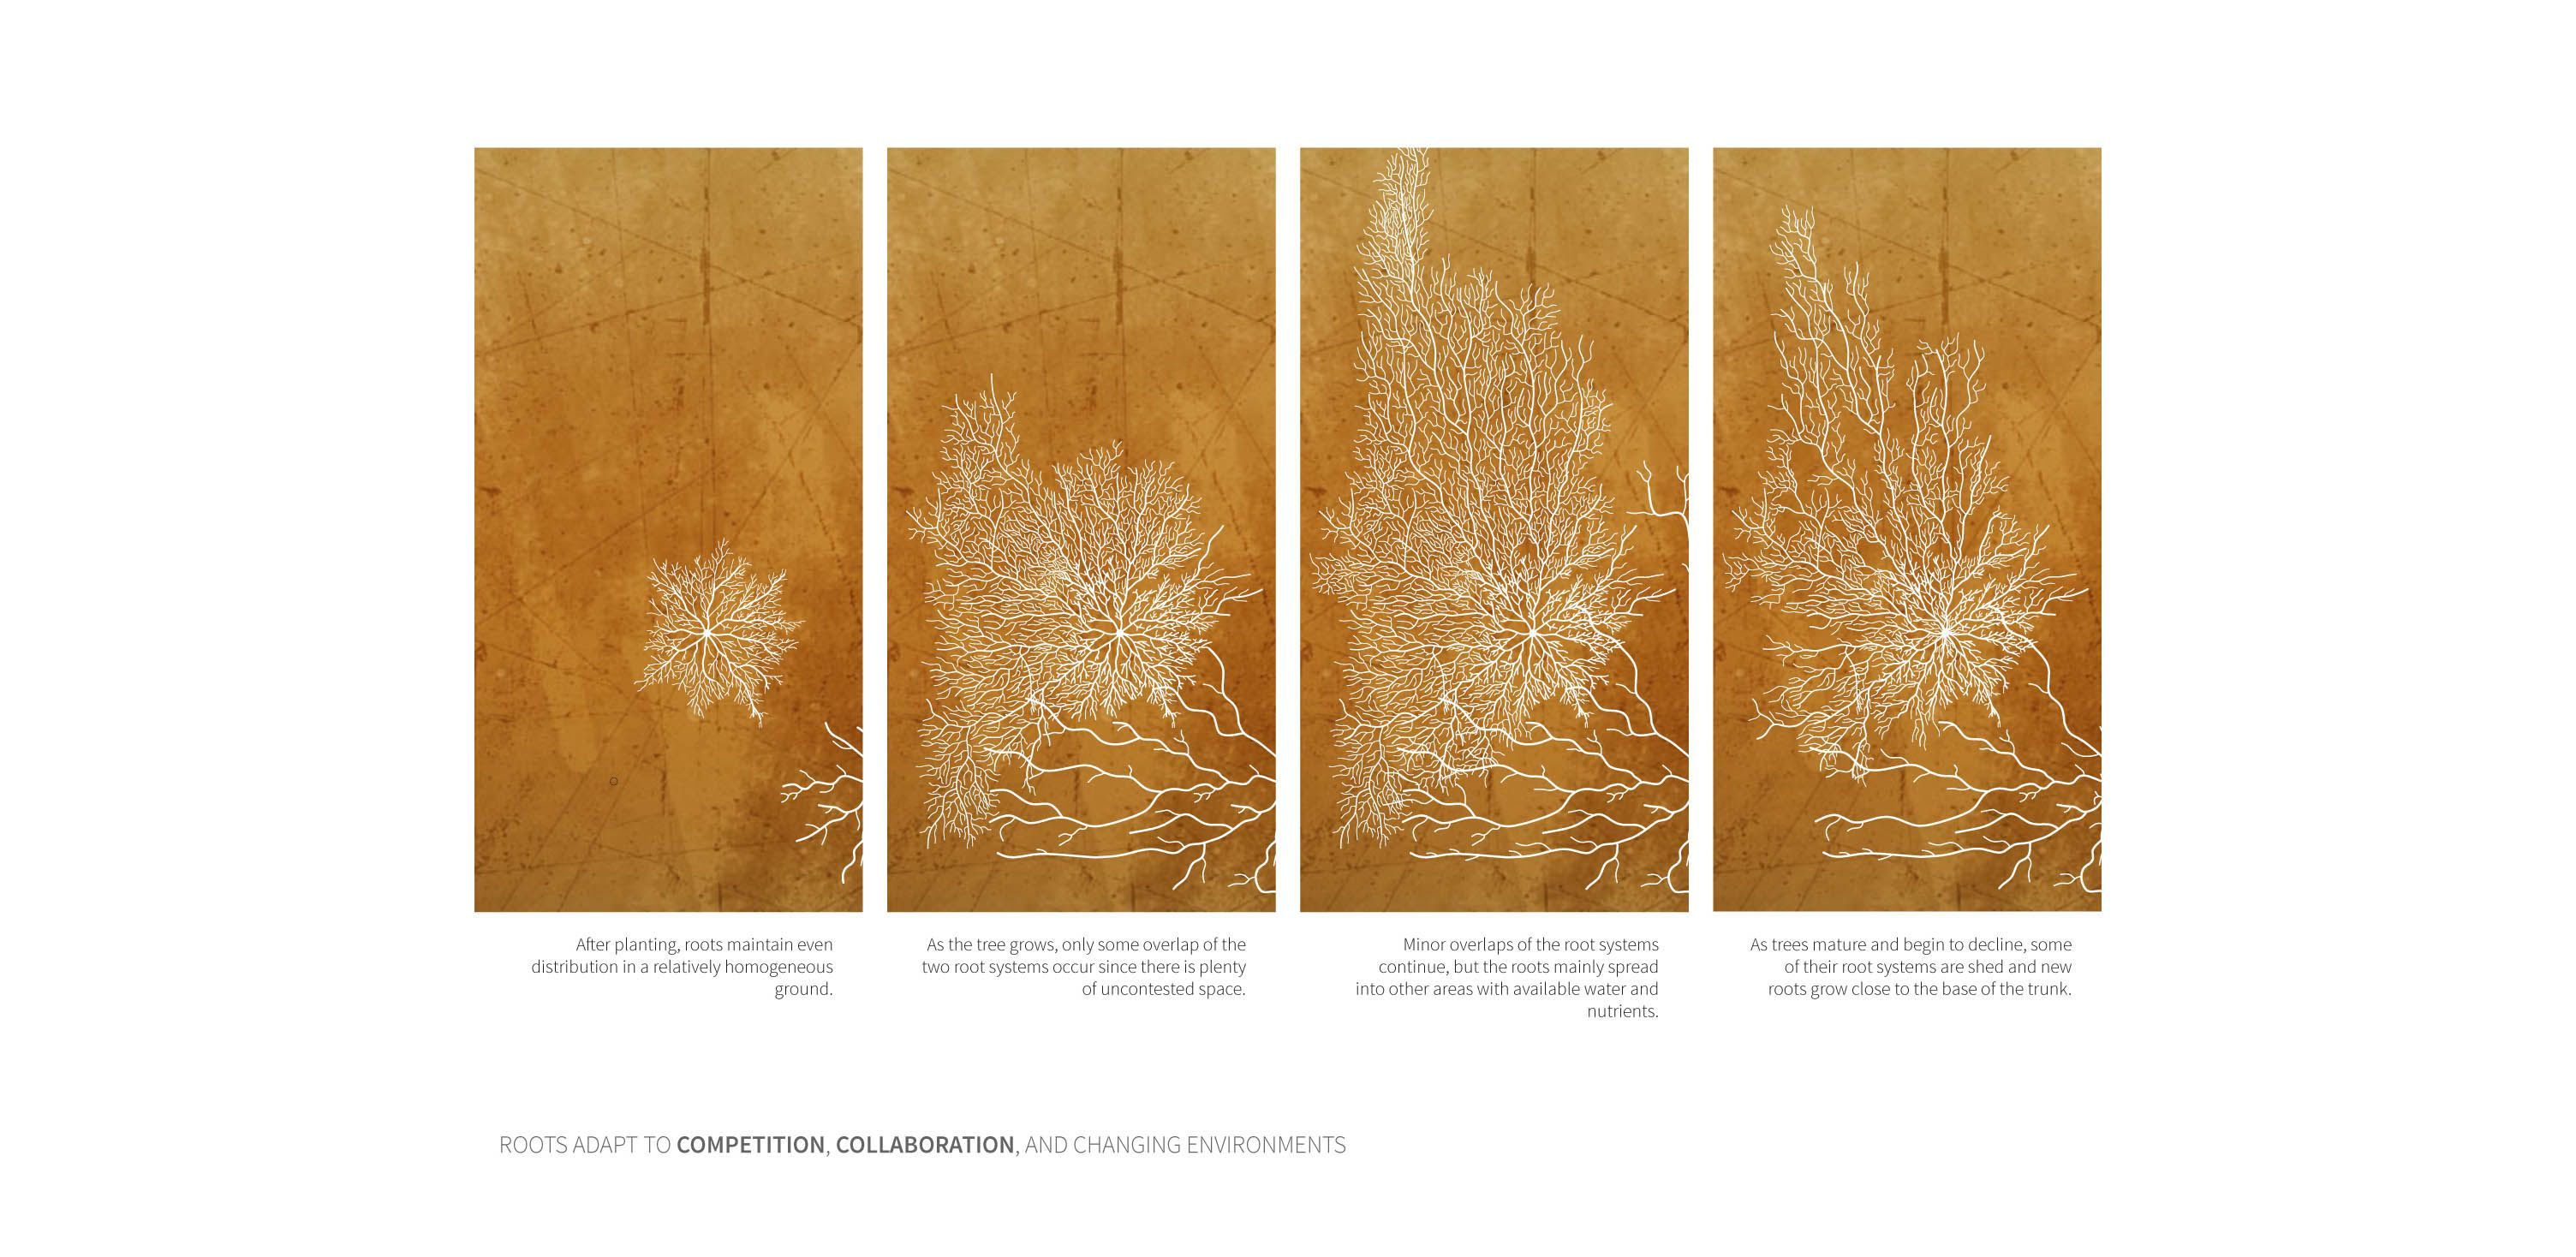 After planting, roots maintain even
distribution in a relatively homogeneous
ground.
As the tree grows, only some overlap of the
two root systems occur since there is plenty
of uncontested space.
Minor overlaps of the root systems
continue, but the roots mainly spread
into other areas with available water and
nutrients.
As trees mature and begin to decline, some
of their root systems are shed and new
roots grow close to the base of the trunk.
ROOTS ADAPT TO COMPETITION, COLLABORATION, AND CHANGING ENVIRONMENTS